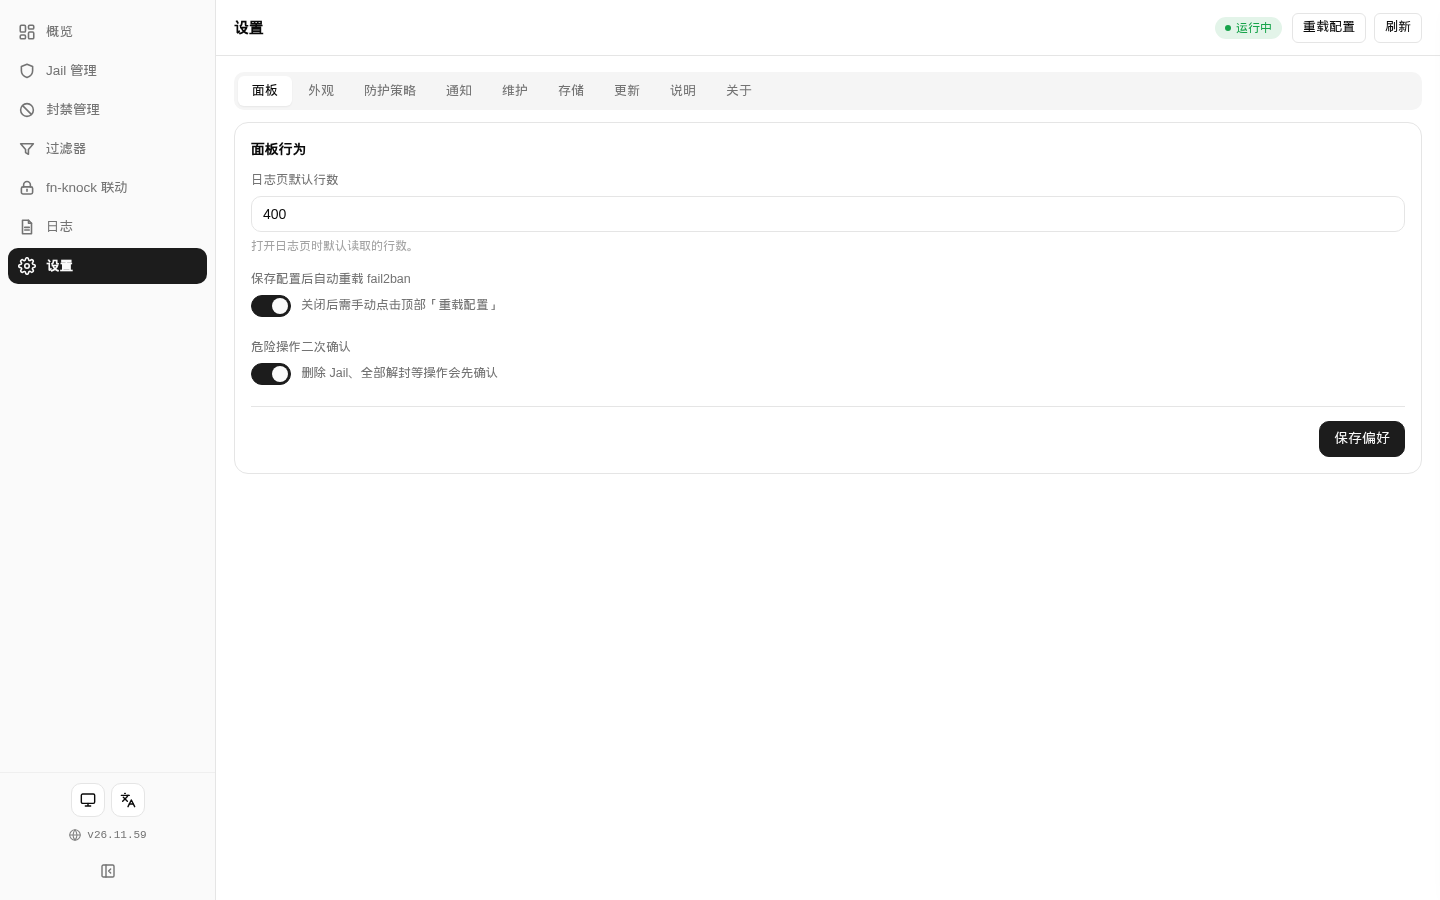 概览
Jail 管理
封禁管理
过滤器
fn-knock 联动
日志
设置
v26.11.59
设置
运行中
重载配置
刷新
面板 外观 防护策略 通知 维护 存储 更新 说明 关于
面板行为
日志页默认行数
400
打开日志页时默认读取的行数。
保存配置后自动重载 fail2ban
关闭后需手动点击顶部「重载配置」
危险操作二次确认
删除 Jail、全部解封等操作会先确认
保存偏好